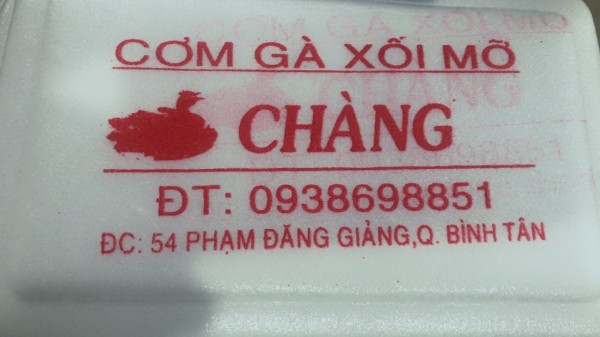 CƠM GÀ XỐI MỠ
CHÀNG
ĐT: 0938698851
ĐC: 54 PHẠM ĐĂNG GIẢNG,Q. BÌNH TÂN